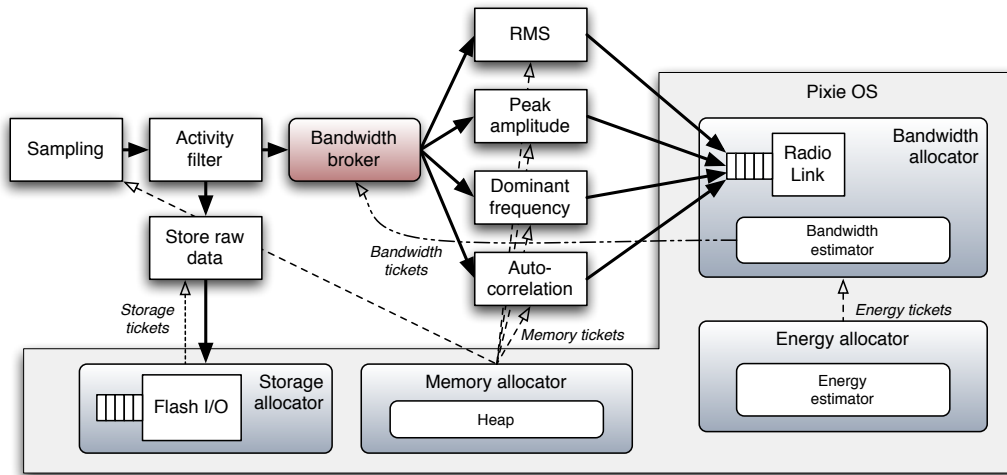 RMS
Pixie OS
Peak
amplitude
Bandwidth
allocator
Sampling
Activity
filter
Bandwidth
broker
Radio
Link
Dominant
frequency
Store raw
data
Bandwidth
tickets
Bandwidth
estimator
Auto-
correlation
Storage
tickets
Memory tickets
Energy tickets
Energy allocator
Storage
allocator
Flash I/O
Memory allocator
Heap
Energy
estimator